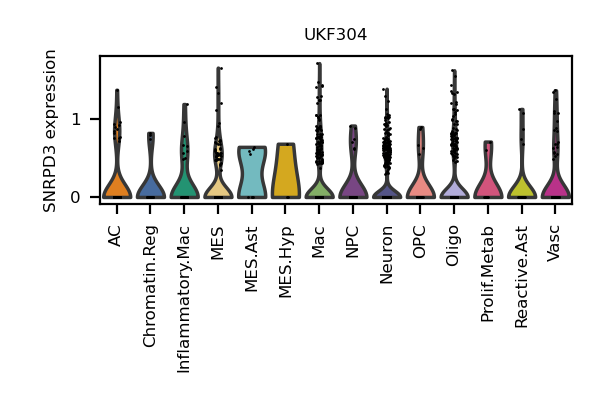 UKF304
SNRPD3 expression
1
0
AC
Chromatin.Reg
Inflammatory.Mac
MES
MES.Ast
MES.Hyp
Mac
NPC
Neuron
OPC
Oligo
Prolif.Metab
Reactive.Ast
Vasc